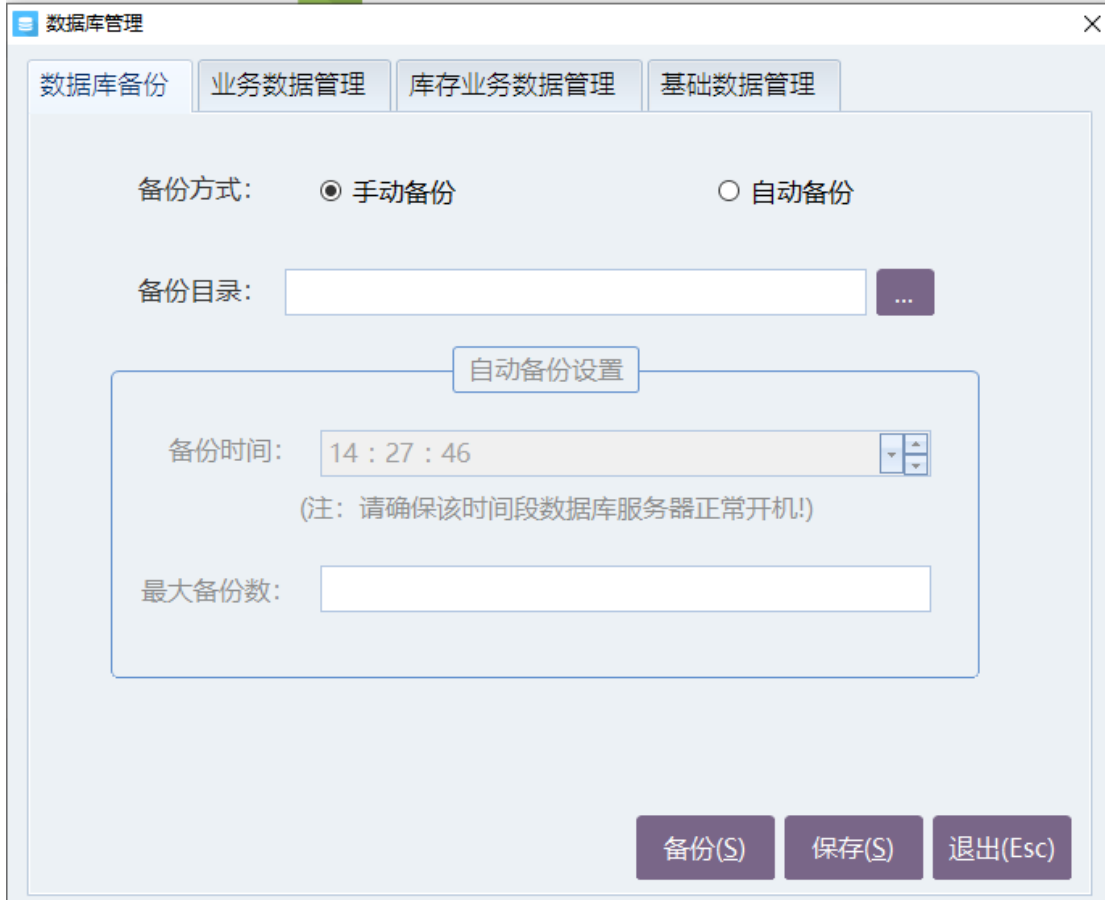 数据库管理
数据库备份 业务数据管理 库存业务数据管理 基础数据管理
备份方式： 手动备份 自动备份
备份目录： ...
自动备份设置
备份时间： 14 : 27 : 46
(注：请确保该时间段数据库服务器正常开机!)
最大备份数：
备份(S) 保存(S) 退出(Esc)